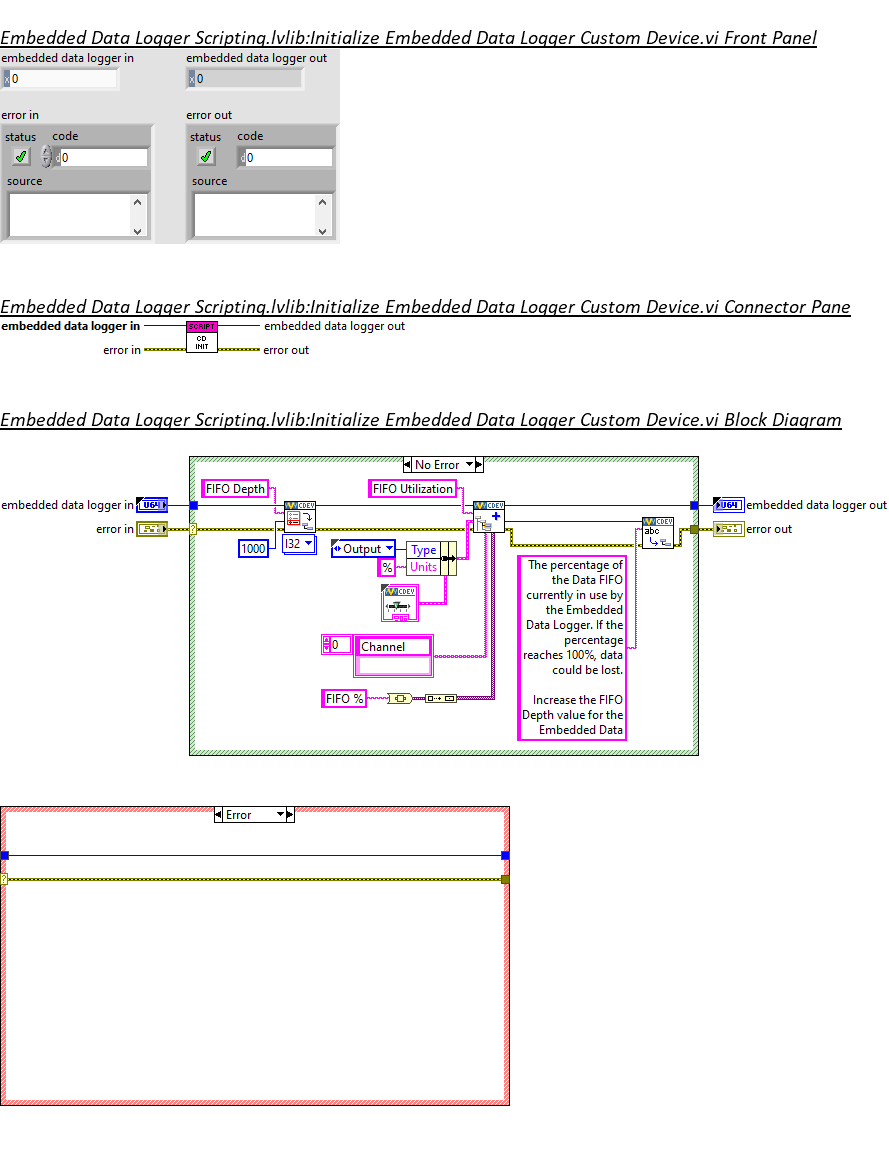 Embedded Data Logger Scripting.lvlib:Initialize Embedded Data Logger Custom Device.vi Front Panel
embedded data logger in
embedded data logger out
x 0
x 0
error in
error out
status code
status code
d 0
d 0
source
source
Embedded Data Logger Scripting.lvlib:Initialize Embedded Data Logger Custom Device.vi Connector Pane
embedded data logger in
SCRIPT
embedded data logger out
error in
CD
INIT
error out
Embedded Data Logger Scripting.lvlib:Initialize Embedded Data Logger Custom Device.vi Block Diagram
No Error
FIFO Depth
FIFO Utilization
embedded data logger in
U64
CDEV
CDEV
U64
embedded data logger out
error in
?
CDEV
abc
error out
1000
I32
Output
Type
Units
%
CDEV
0
Channel
FIFO %
The percentage of
the Data FIFO
currently in use by
the Embedded
Data Logger. If the
percentage
reaches 100%, data
could be lost.
Increase the FIFO
Depth value for the
Embedded Data
Error
?